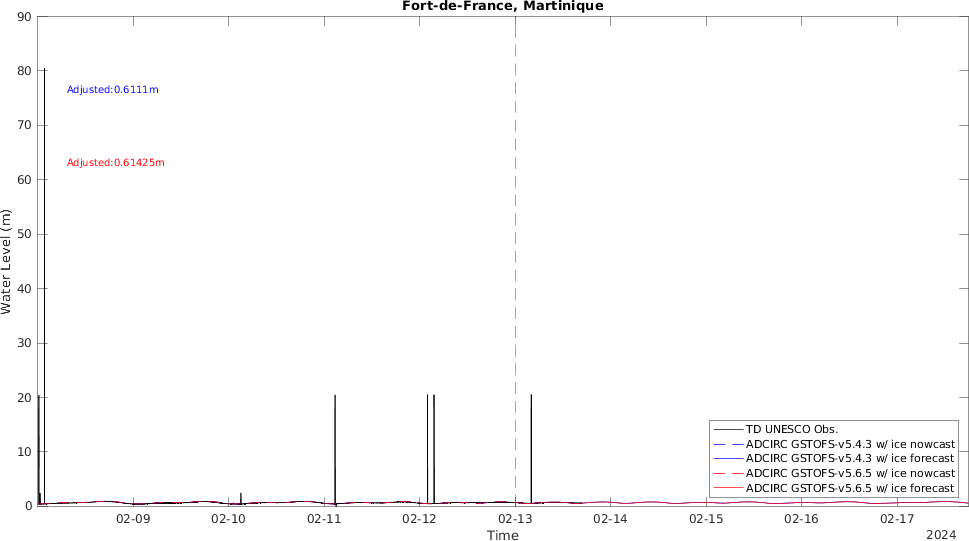 Fort-de-France, Martinique
90
80
70
60
50
40
30
20
10
0
Water Level (m)
Adjusted:0.6111m
Adjusted:0.61425m
TD UNESCO Obs.
ADCIRC GSTOFS-v5.4.3 w/ ice nowcast
ADCIRC GSTOFS-v5.4.3 w/ ice forecast
ADCIRC GSTOFS-v5.6.5 w/ ice nowcast
ADCIRC GSTOFS-v5.6.5 w/ ice forecast
02-09 02-10 02-11 02-12 02-13 02-14 02-15 02-16 02-17
Time
2024